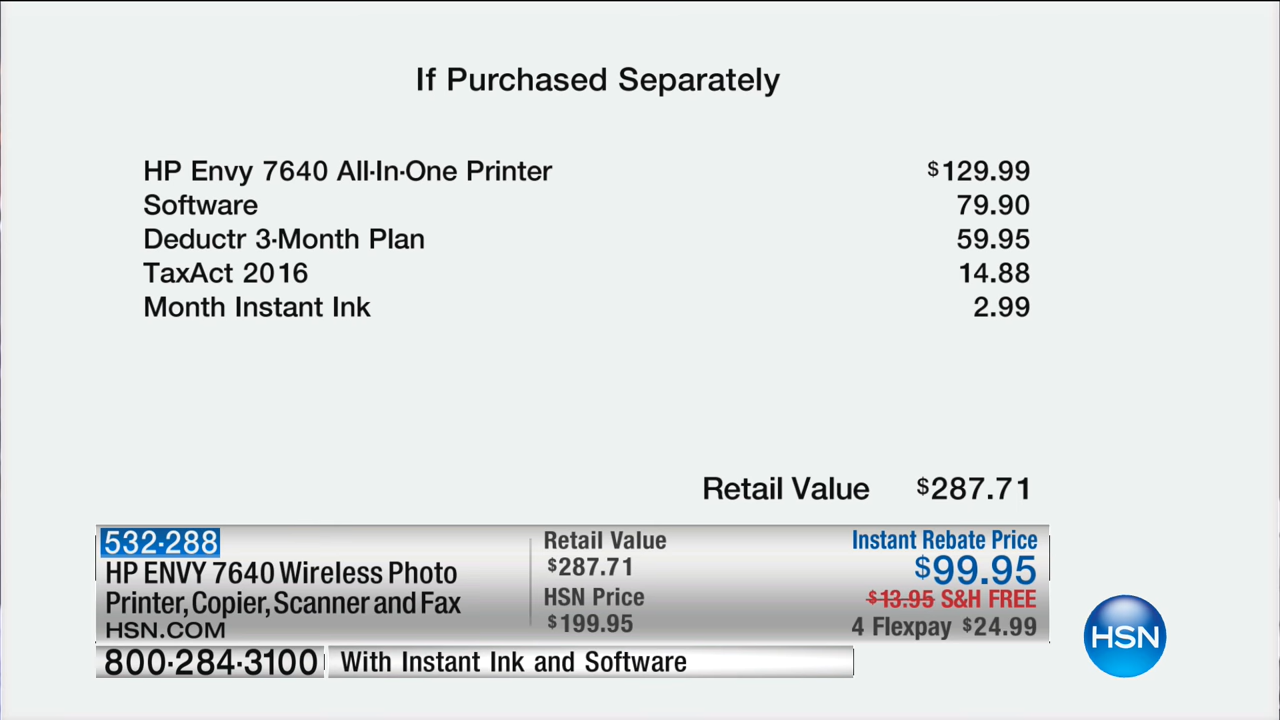 If Purchased Separately
HP Envy 7640 All-In-One Printer $129.99
Software 79.90
Deductr 3-Month Plan 59.95
TaxAct 2016 14.88
Month Instant Ink 2.99
Retail Value $287.71
532-288
HP ENVY 7640 Wireless Photo
Printer, Copier, Scanner and Fax
HSN.COM
800-284-3100
Retail Value
$287.71
HSN Price
$199.95
Instant Rebate Price
$99.95
$13.95 S&H FREE
4 Flexpay $24.99
With Instant Ink and Software
HSN